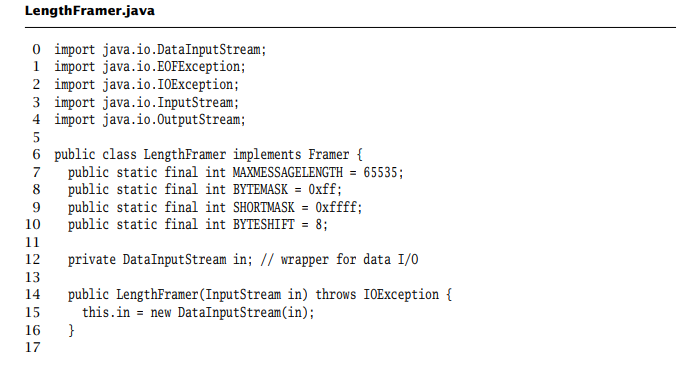 LengthFramer.java
0 import java.io.DataInputStream;
1 import java.io.EOFException;
2 import java.io.IOException;
3 import java.io.InputStream;
4 import java.io.OutputStream;
5
6 public class LengthFramer implements Framer {
7 public static final int MAXMESSAGELENGTH = 65535;
8 public static final int BYTEMASK = 0xff;
9 public static final int SHORTMASK = 0xffff;
10 public static final int BYTESHIFT = 8;
11
12 private DataInputStream in; // wrapper for data I/O
13
14 public LengthFramer(InputStream in) throws IOException {
15 this.in = new DataInputStream(in);
16 }
17